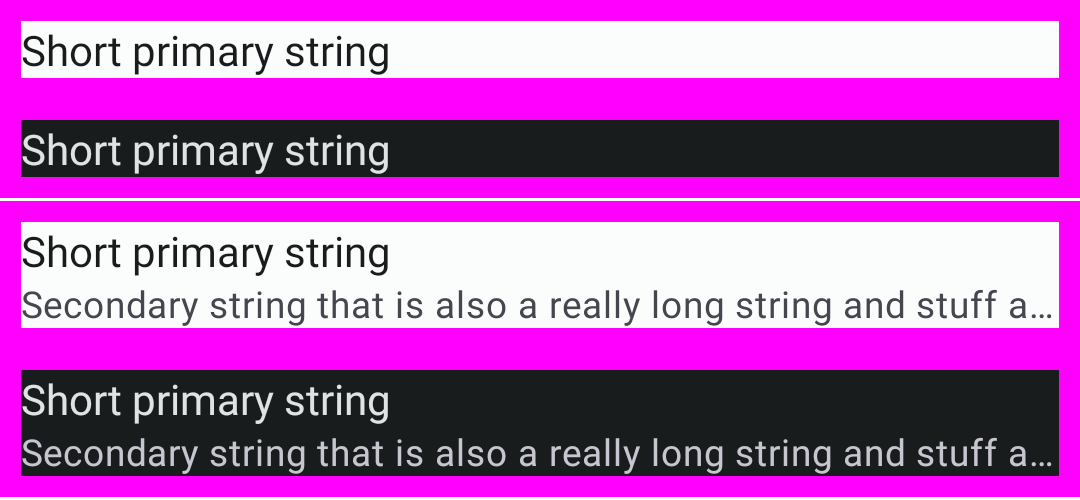 Short primary string
Short primary string
Short primary string
Secondary string that is also a really long string and stuff a…
Short primary string
Secondary string that is also a really long string and stuff a…